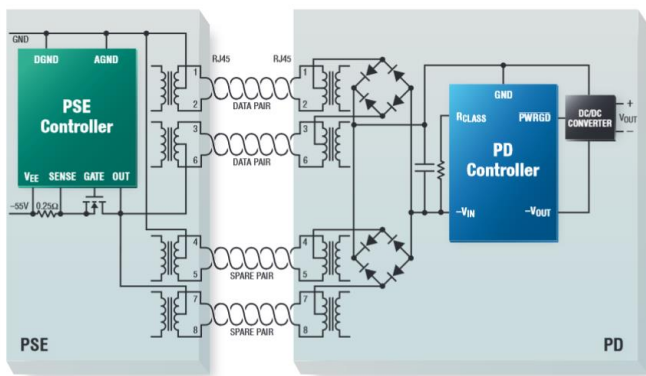 GND
DGND
AGND
PSE
Controller
VEE
SENSE
GATE
OUT
-55V
0.25Ω
RJ45
RJ45
1
2
DATA PAIR
1
2
3
6
DATA PAIR
3
6
4
5
SPARE PAIR
4
5
7
8
SPARE PAIR
7
8
GND
RCLASS
PWRGD
PD
Controller
-VIN
-VOUT
DC/DC
CONVERTER
+
VOUT
–
PSE
PD